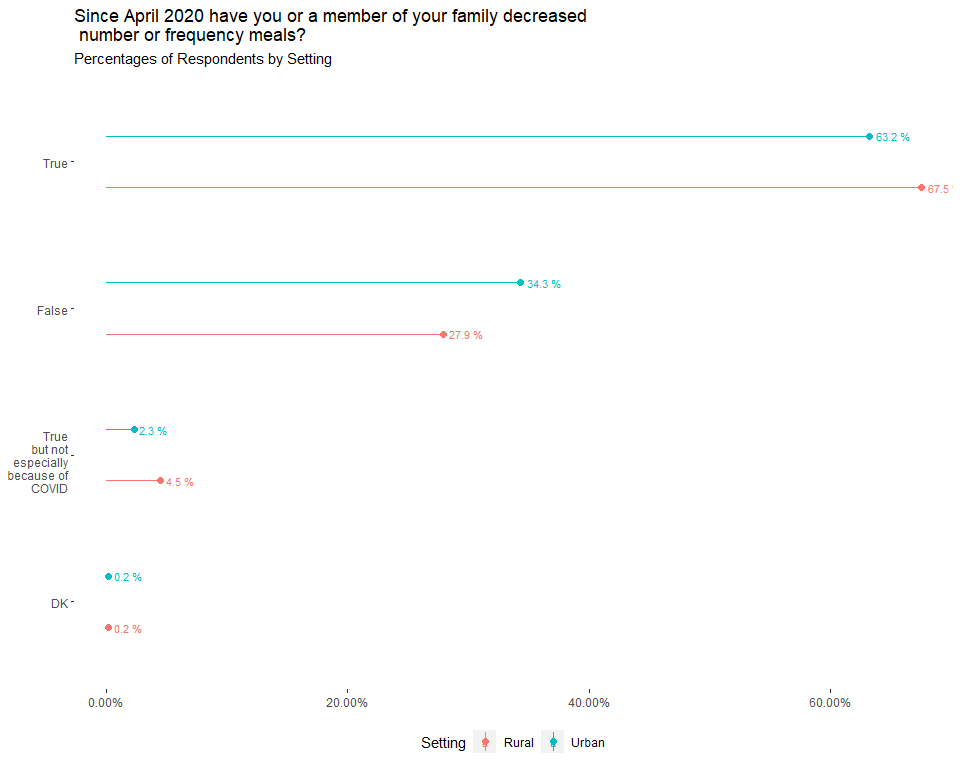 Since April 2020 have you or a member of your family decreased
number or frequency meals?
Percentages of Respondents by Setting
63.2 %
True
67.5
34.3 %
False
27.9 %
2.3 %
True
but not
especially
because of
COVID
4.5 %
0.2 %
DK
0.2 %
0.00% 20.00% 40.00% 60.00%
Setting Rural Urban